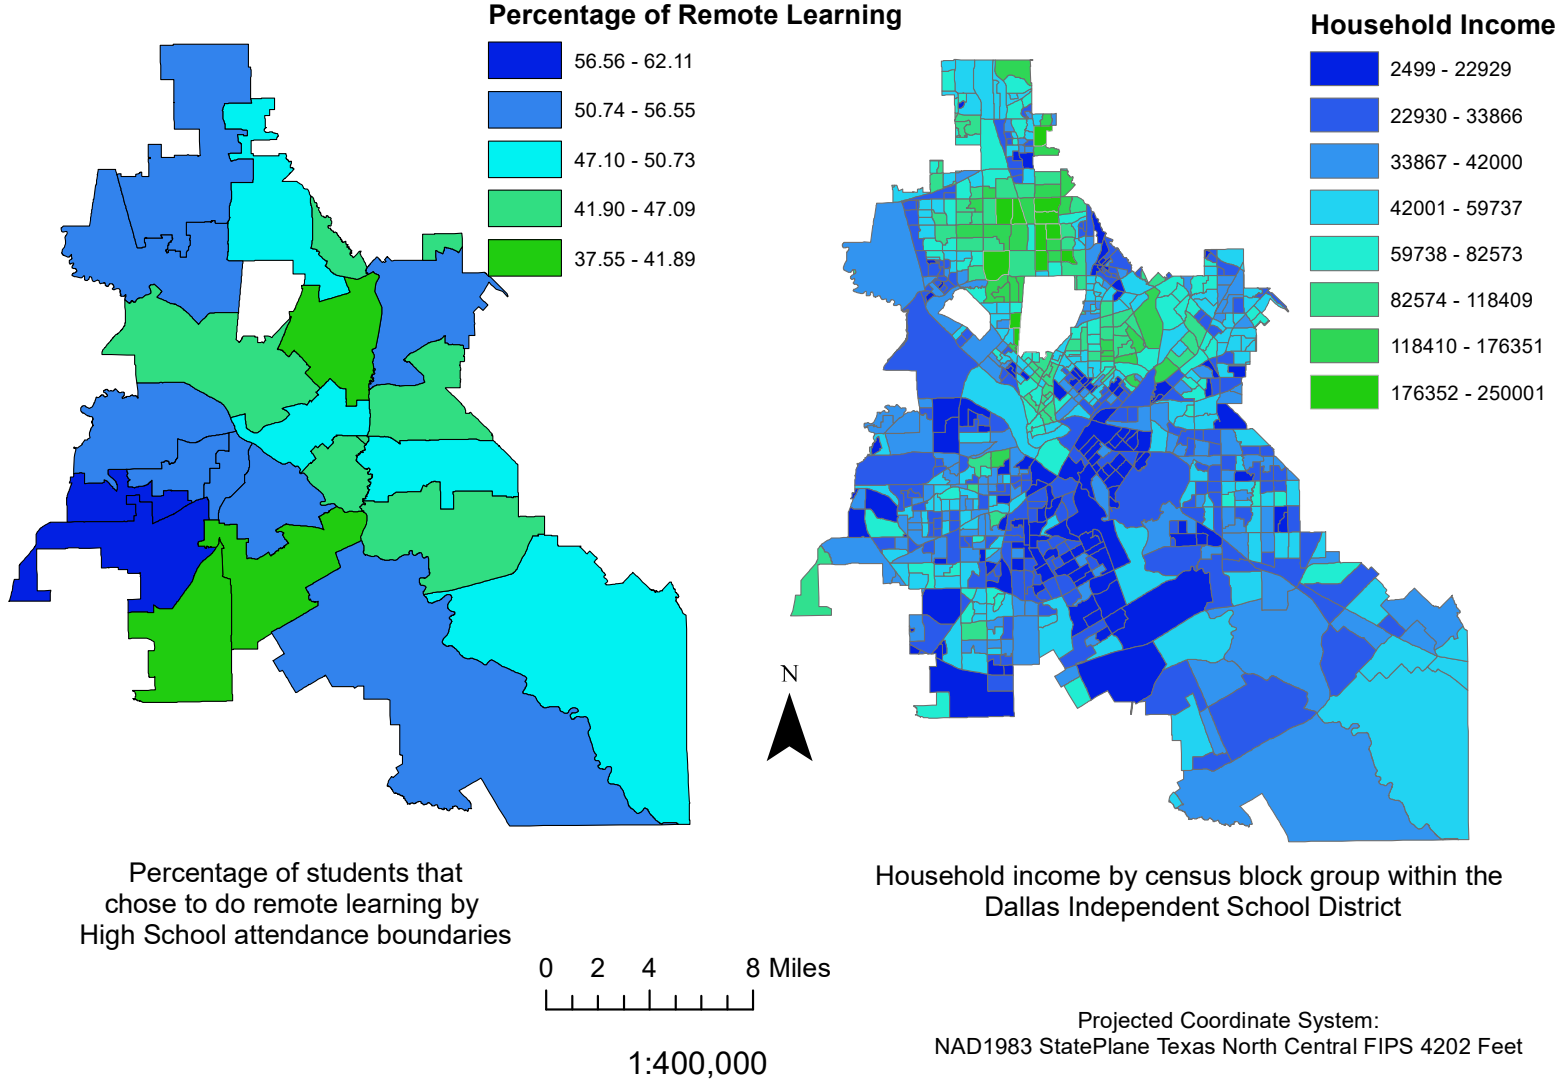 Percentage of Remote Learning
56.56 - 62.11
50.74 - 56.55
47.10 - 50.73
41.90 - 47.09
37.55 - 41.89
Household Income
2499 - 22929
22930 - 33866
33867 - 42000
42001 - 59737
59738 - 82573
82574 - 118409
118410 - 176351
176352 - 250001
N
Percentage of students that
chose to do remote learning by
High School attendance boundaries
Household income by census block group within the
Dallas Independent School District
0 2 4 8 Miles
1:400,000
Projected Coordinate System:
NAD1983 StatePlane Texas North Central FIPS 4202 Feet